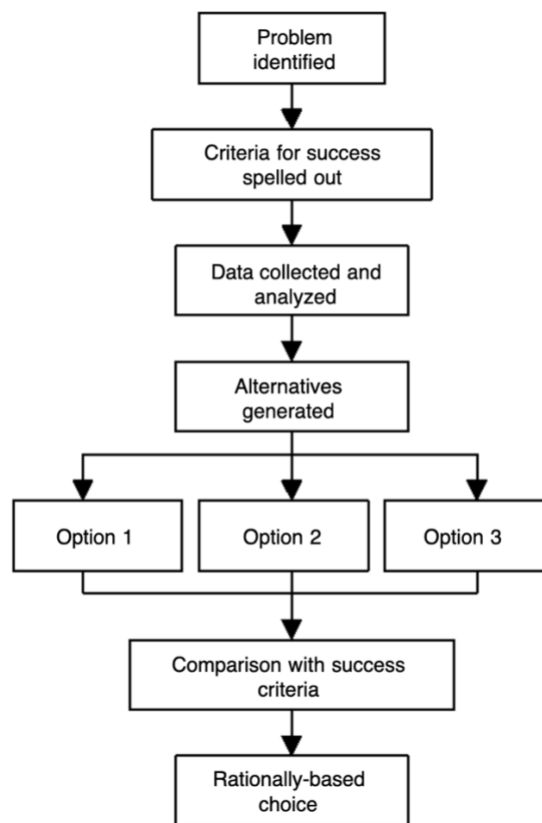 Problem
identified
Criteria for success
spelled out
Data collected and
analyzed
Alternatives
generated
Option 1
Option 2
Option 3
Comparison with success
criteria
Rationally-based
choice